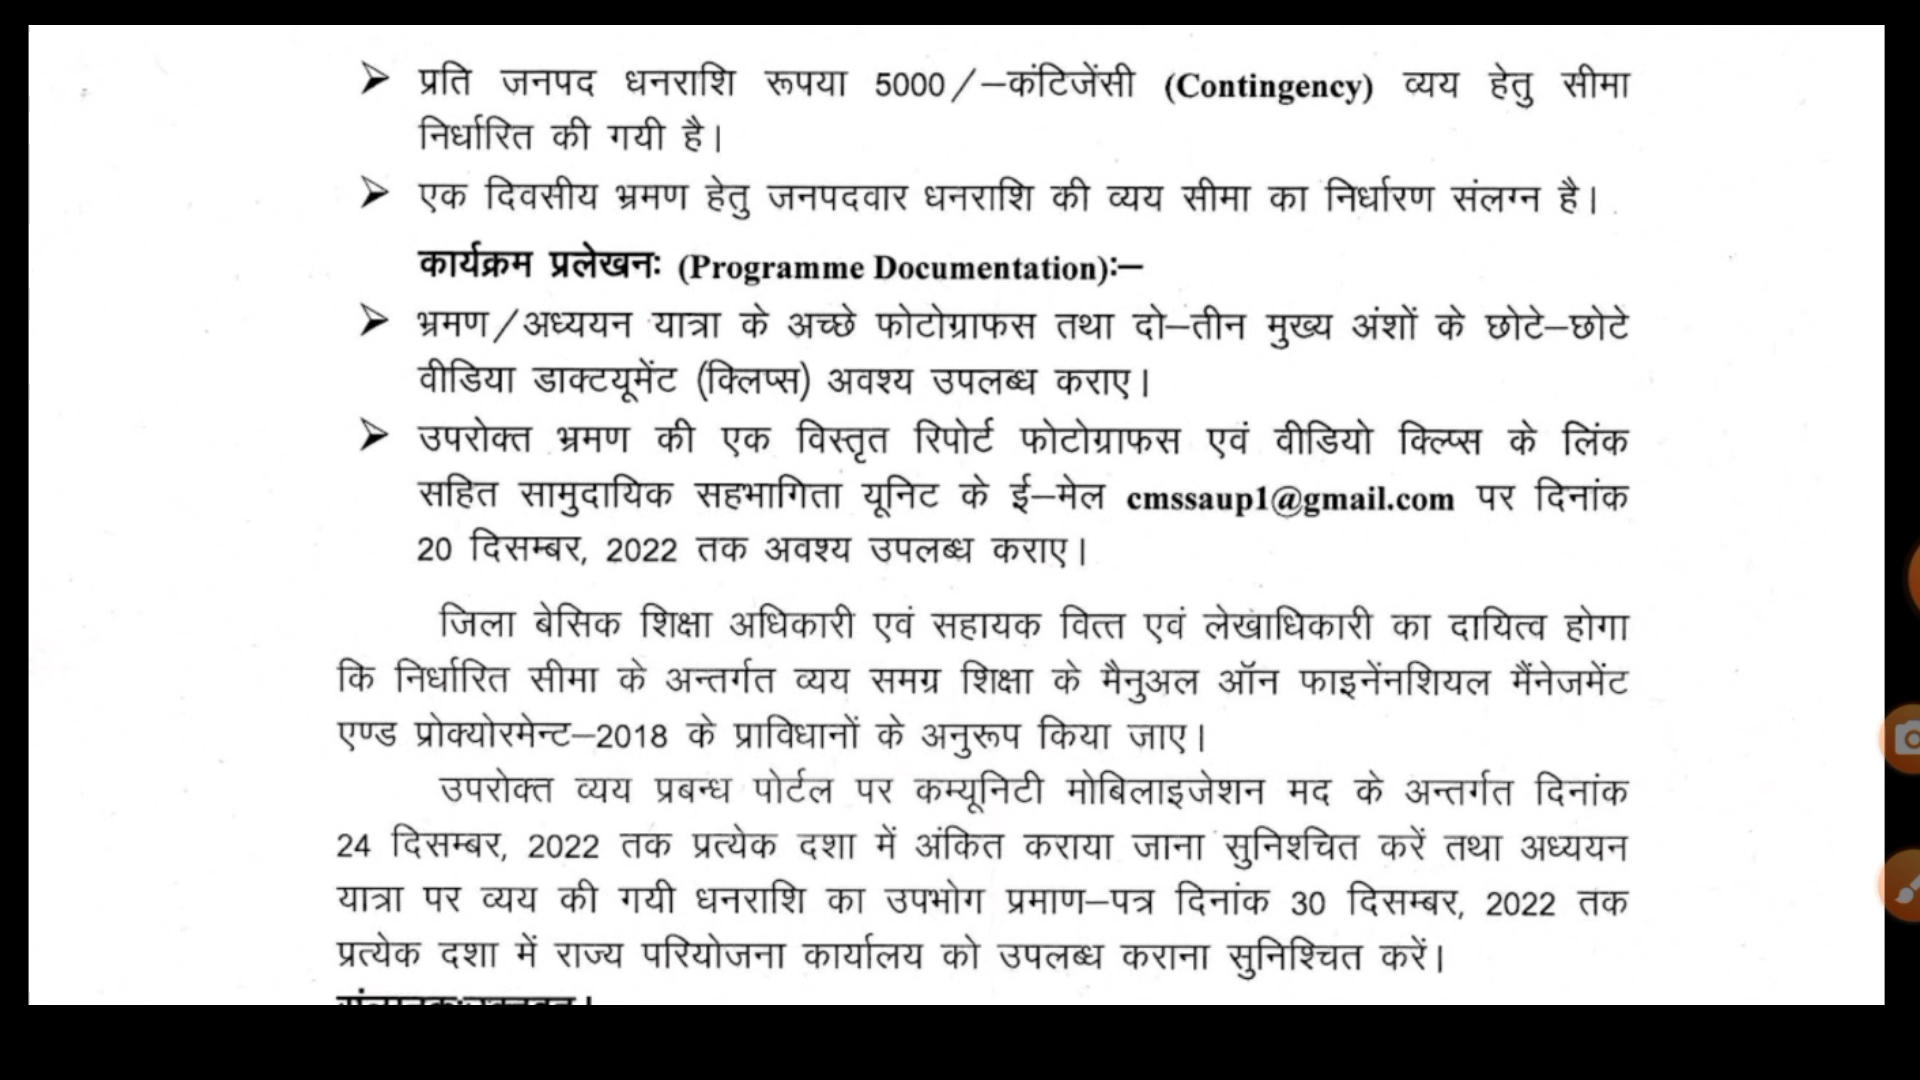 ➢ प्रति जनपद धनराशि रूपया 5000/–कंटिजेंसी (Contingency) व्यय हेतु सीमा
निर्धारित की गयी है।
➢ एक दिवसीय भ्रमण हेतु जनपदवार धनराशि की व्यय सीमा का निर्धारण संलग्न है।
कार्यक्रम प्रलेखनः (Programme Documentation):–
➢ भ्रमण/अध्ययन यात्रा के अच्छे फोटोग्राफस तथा दो–तीन मुख्य अंशों के छोटे–छोटे
वीडिया डाक्टयूमेंट (क्लिप्स) अवश्य उपलब्ध कराए।
➢ उपरोक्त भ्रमण की एक विस्तृत रिपोर्ट फोटोग्राफस एवं वीडियो क्ल्पिस के लिंक
सहित सामुदायिक सहभागिता यूनिट के ई–मेल cmssaup1@gmail.com पर दिनांक
20 दिसम्बर, 2022 तक अवश्य उपलब्ध कराए।
जिला बेसिक शिक्षा अधिकारी एवं सहायक वित्त एवं लेखाधिकारी का दायित्व होगा
कि निर्धारित सीमा के अन्तर्गत व्यय समग्र शिक्षा के मैनुअल ऑन फाइनेंनशियल मैंनेजमेंट
एण्ड प्रोक्योरमेन्ट–2018 के प्राविधानों के अनुरूप किया जाए।
उपरोक्त व्यय प्रबन्ध पोर्टल पर कम्यूनिटी मोबिलाइजेशन मद के अन्तर्गत दिनांक
24 दिसम्बर, 2022 तक प्रत्येक दशा में अंकित कराया जाना सुनिश्चित करें तथा अध्ययन
यात्रा पर व्यय की गयी धनराशि का उपभोग प्रमाण–पत्र दिनांक 30 दिसम्बर, 2022 तक
प्रत्येक दशा में राज्य परियोजना कार्यालय को उपलब्ध कराना सुनिश्चित करें।